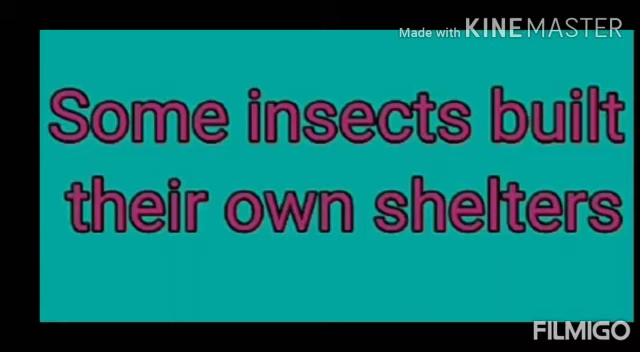 Made with KINEMASTER
Some insects built
their own shelters
FILMIGO